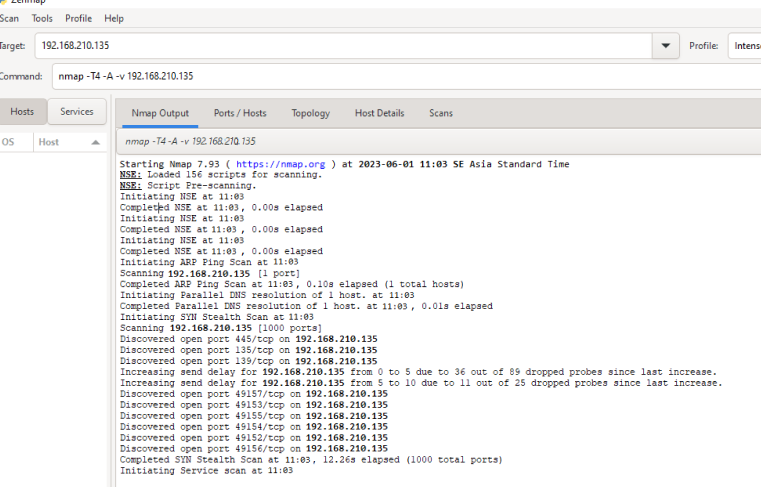 Zenmap
Scan Tools Profile Help
Target: 192.168.210.135 Profile: Intens
Command: nmap -T4 -A -v 192.168.210.135
Hosts Services Nmap Output Ports / Hosts Topology Host Details Scans
OS Host nmap -T4 -A -v 192.168.210.135
Starting Nmap 7.93 ( https://nmap.org ) at 2023-06-01 11:03 SE Asia Standard Time
NSE: Loaded 156 scripts for scanning.
NSE: Script Pre-scanning.
Initiating NSE at 11:03
Completed NSE at 11:03, 0.00s elapsed
Initiating NSE at 11:03
Completed NSE at 11:03, 0.00s elapsed
Initiating NSE at 11:03
Completed NSE at 11:03, 0.00s elapsed
Initiating ARP Ping Scan at 11:03
Scanning 192.168.210.135 [1 port]
Completed ARP Ping Scan at 11:03, 0.10s elapsed (1 total hosts)
Initiating Parallel DNS resolution of 1 host. at 11:03
Completed Parallel DNS resolution of 1 host. at 11:03, 0.01s elapsed
Initiating SYN Stealth Scan at 11:03
Scanning 192.168.210.135 [1000 ports]
Discovered open port 445/tcp on 192.168.210.135
Discovered open port 135/tcp on 192.168.210.135
Discovered open port 139/tcp on 192.168.210.135
Increasing send delay for 192.168.210.135 from 0 to 5 due to 36 out of 89 dropped probes since last increase.
Increasing send delay for 192.168.210.135 from 5 to 10 due to 11 out of 25 dropped probes since last increase.
Discovered open port 49157/tcp on 192.168.210.135
Discovered open port 49153/tcp on 192.168.210.135
Discovered open port 49155/tcp on 192.168.210.135
Discovered open port 49154/tcp on 192.168.210.135
Discovered open port 49152/tcp on 192.168.210.135
Discovered open port 49156/tcp on 192.168.210.135
Completed SYN Stealth Scan at 11:03, 12.26s elapsed (1000 total ports)
Initiating Service scan at 11:03